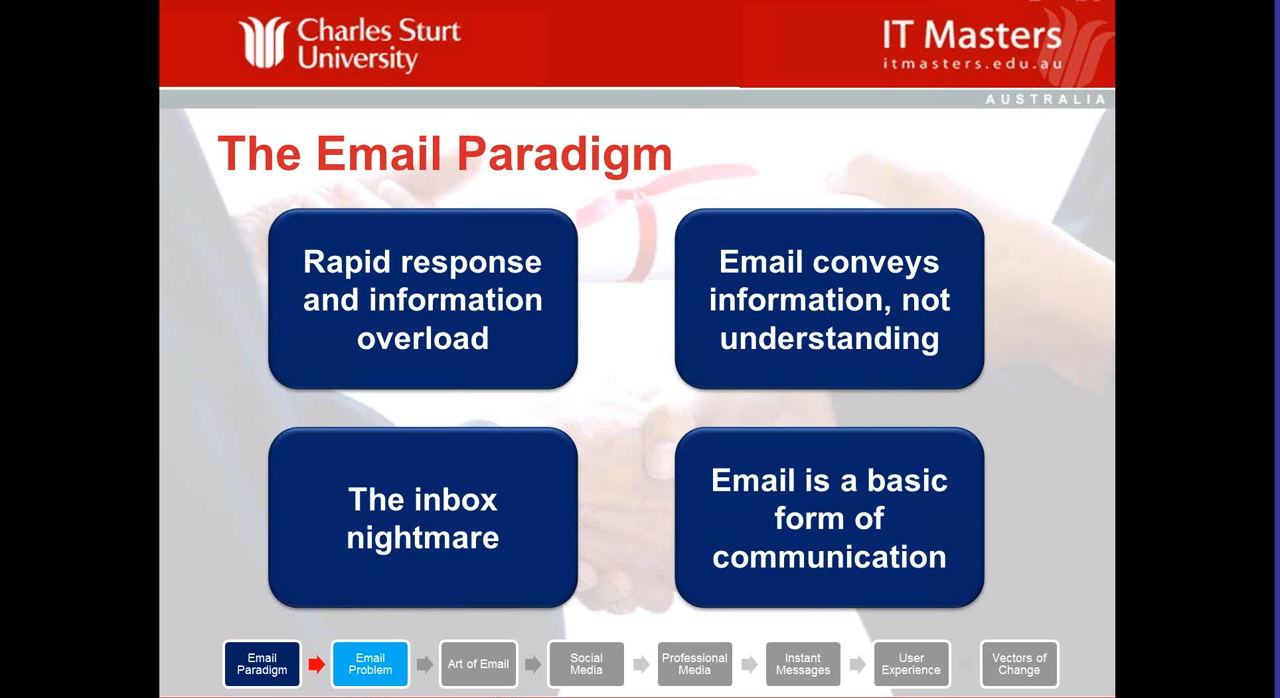 Charles Sturt
University
IT Masters
itmasters.edu.au
AUSTRALIA
The Email Paradigm
Rapid response
and information
overload
Email conveys
information, not
understanding
The inbox
nightmare
Email is a basic
form of
communication
Email
Paradigm
Email
Problem
Art of Email
Social
Media
Professional
Media
Instant
Messages
User
Experience
Vectors of
Change